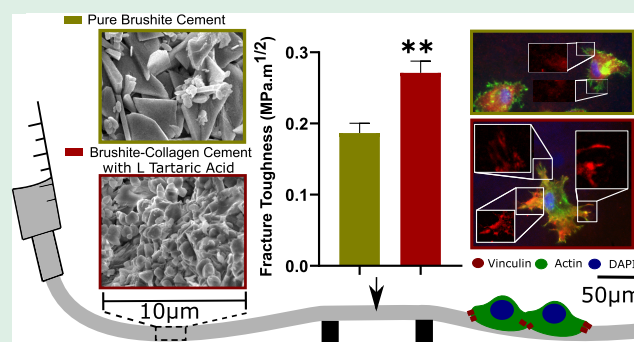 Pure Brushite Cement
Brushite-Collagen Cement
with L Tartaric Acid
10μm
Fracture Toughness (MPa.m1/2)
0.3
0.2
0.1
0.0
**
Vinculin Actin DAPI
50μm